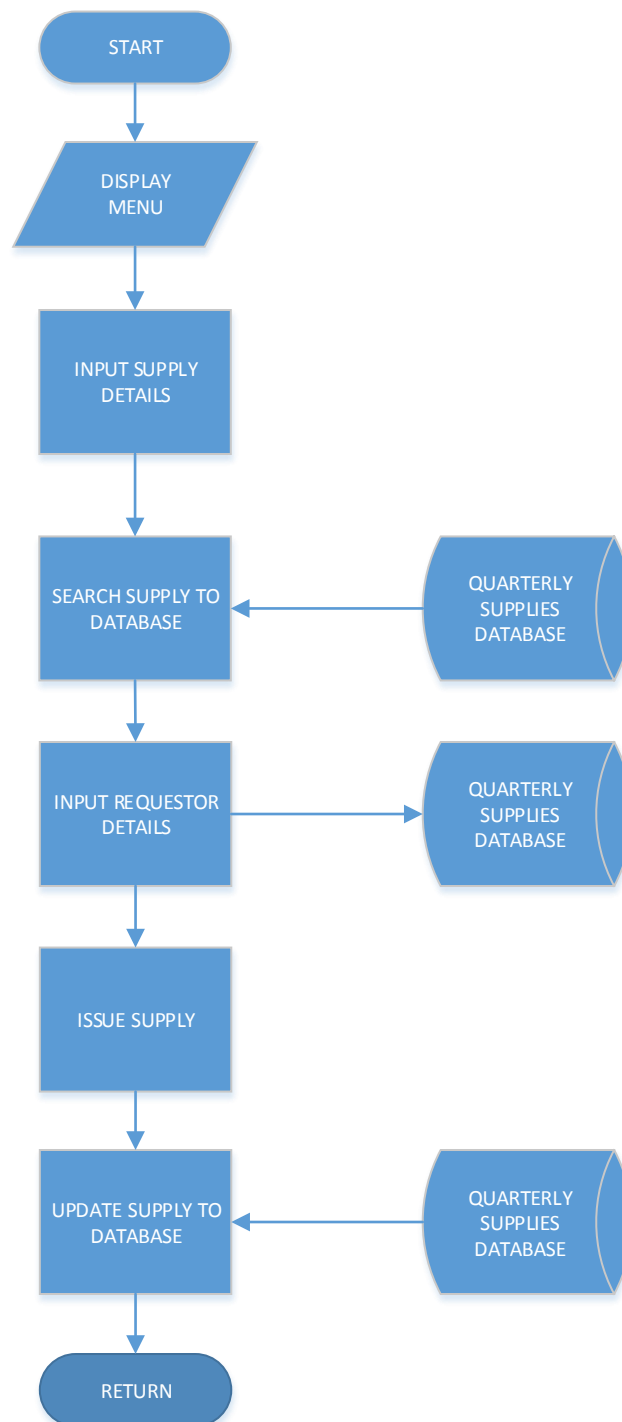 START
DISPLAY
MENU
INPUT SUPPLY
DETAILS
SEARCH SUPPLY TO
DATABASE
QUARTERLY
SUPPLIES
DATABASE
INPUT REQUESTOR
DETAILS
QUARTERLY
SUPPLIES
DATABASE
ISSUE SUPPLY
UPDATE SUPPLY TO
DATABASE
QUARTERLY
SUPPLIES
DATABASE
RETURN